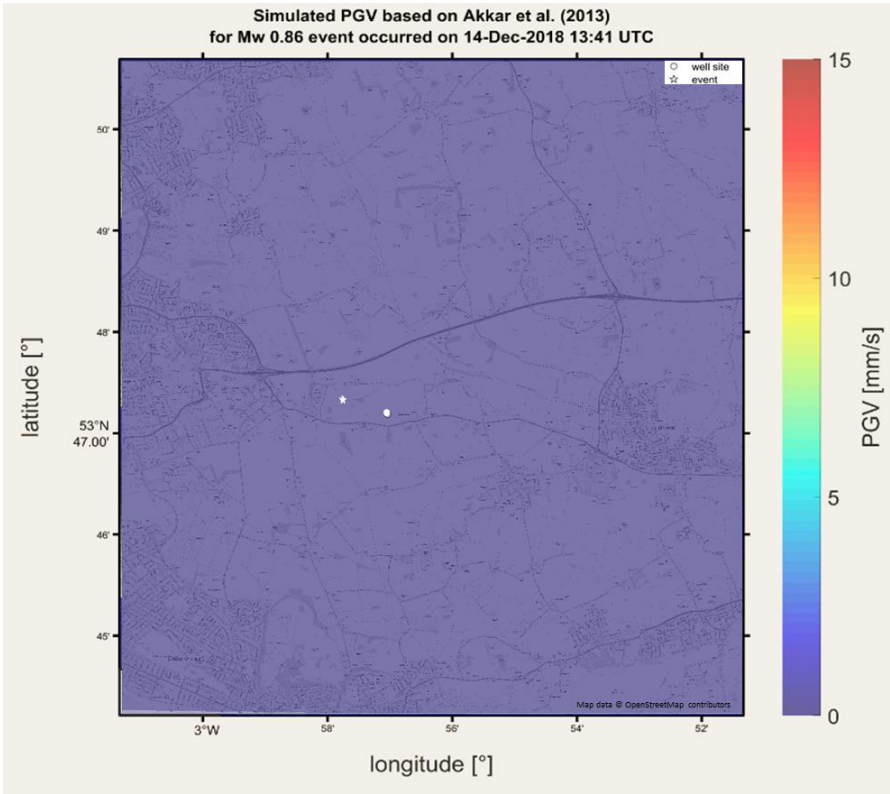 Simulated PGV based on Akkar et al. (2013)
for Mw 0.86 event occurred on 14-Dec-2018 13:41 UTC
well site
event
15
50'
49'
10
48'
latitude [°]
PGV [mm/s]
53°N
47.00'
5
46'
45'
Map data © OpenStreetMap contributors
0
3°W
58'
56'
54'
52'
longitude [°]